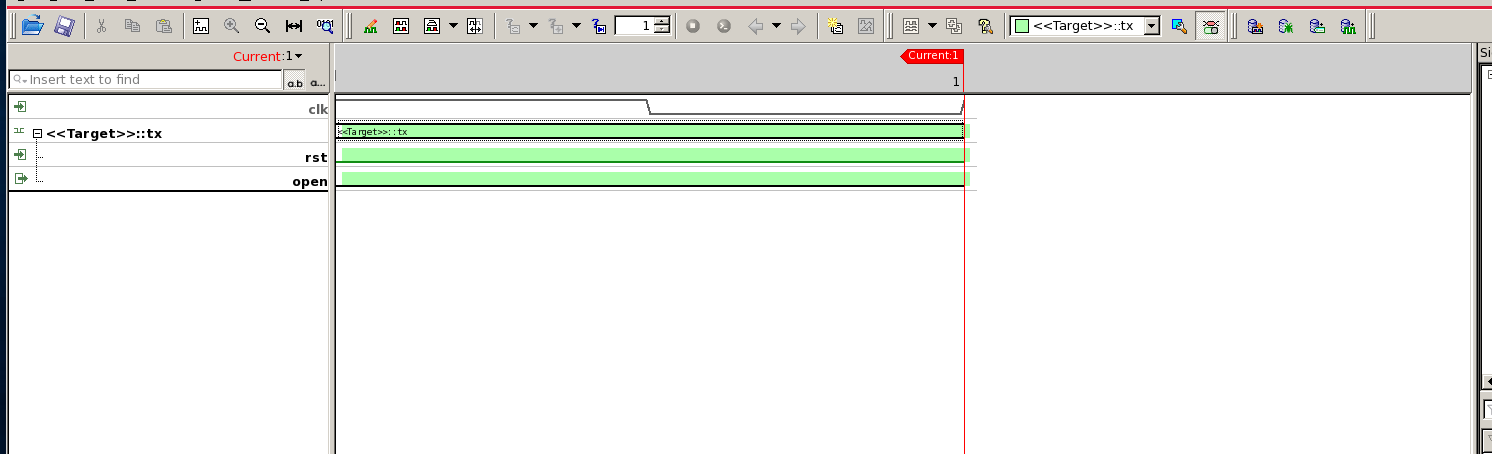 1 <<Target>>::tx
Current:1 Current:1 Si
Insert text to find a.b a... 1
clk
<<Target>>::tx <<Target>>::tx
rst
open